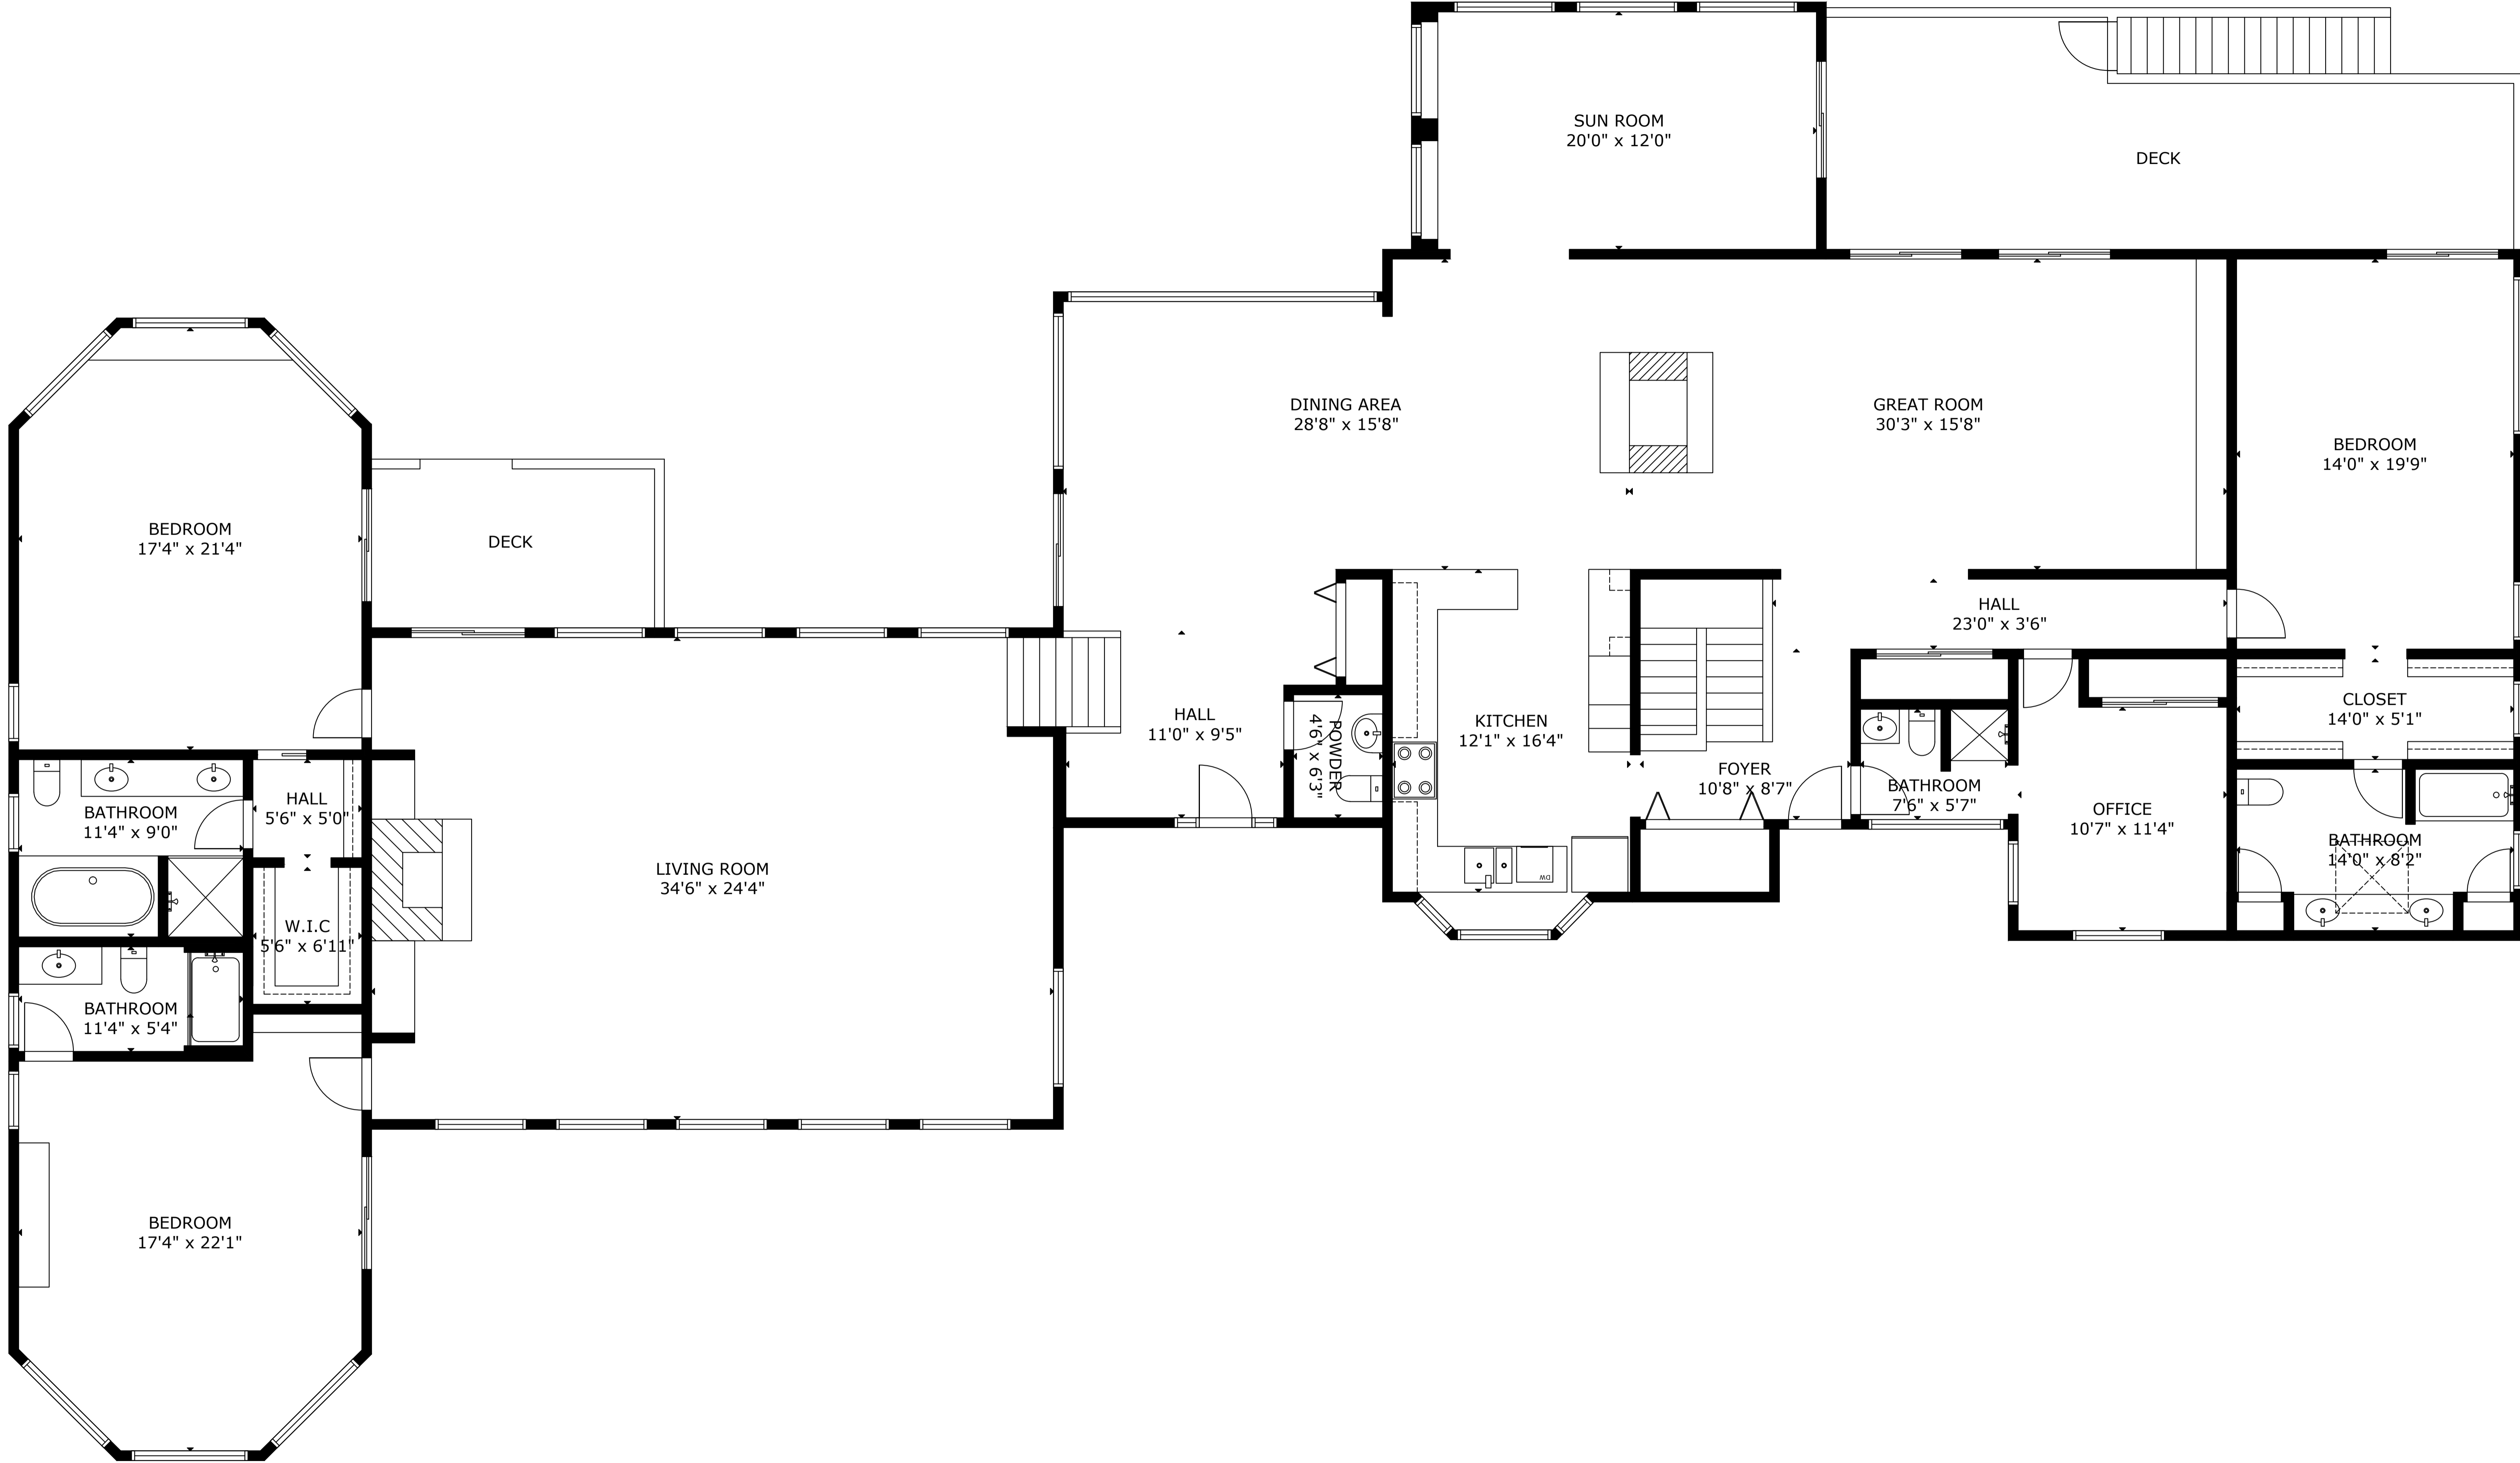 SUN ROOM
20'0" x 12'0"
DECK
DINING AREA
28'8" x 15'8"
GREAT ROOM
30'3" x 15'8"
BEDROOM
14'0" x 19'9"
BEDROOM
17'4" x 21'4"
DECK
HALL
23'0" x 3'6"
CLOSET
14'0" x 5'1"
HALL
11'0" x 9'5"
POWDER
4'6" x 6'3"
KITCHEN
12'1" x 16'4"
FOYER
10'8" x 8'7"
BATHROOM
7'6" x 5'7"
OFFICE
10'7" x 11'4"
BATHROOM
14'0" x 8'2"
HALL
5'6" x 5'0"
BATHROOM
11'4" x 9'0"
LIVING ROOM
34'6" x 24'4"
DW
W.I.C
5'6" x 6'11"
BATHROOM
11'4" x 5'4"
BEDROOM
17'4" x 22'1"